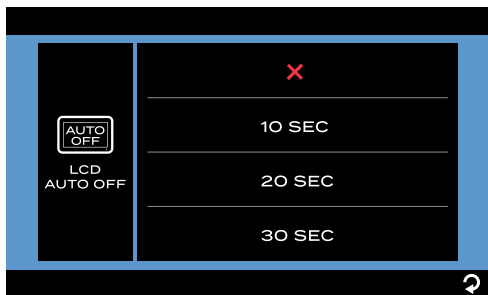 AUTO
OFF
LCD
AUTO OFF
10 SEC
20 SEC
30 SEC